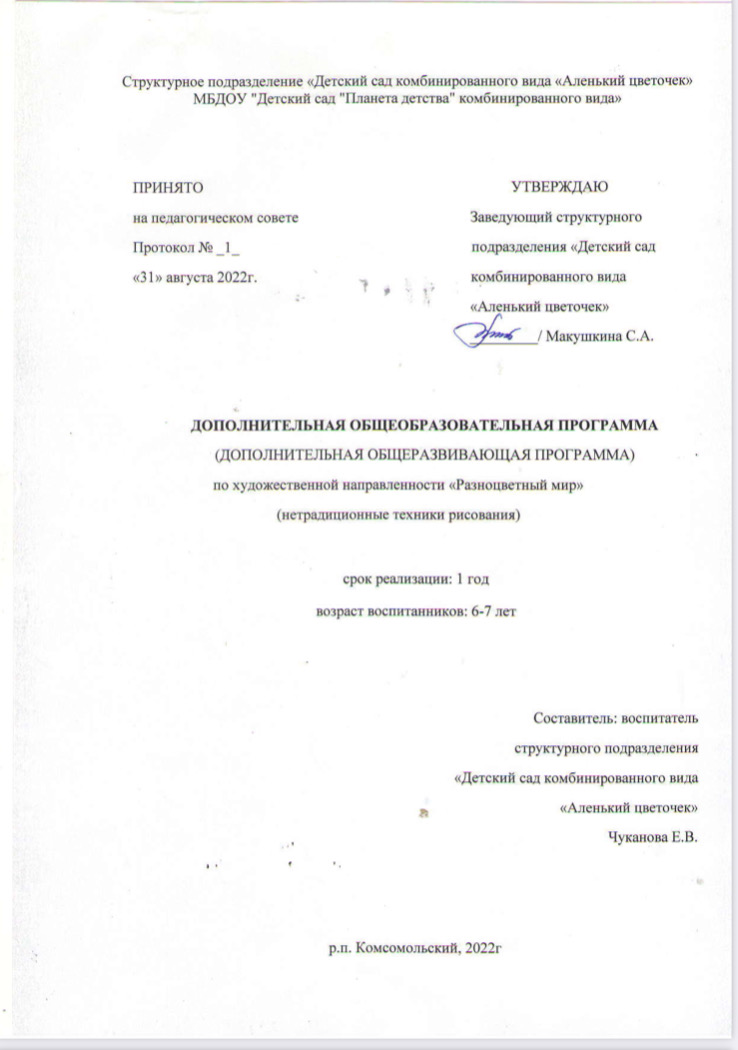 Структурное подразделение «Детский сад комбинированного вида «Аленький цветочек»
МБДОУ "Детский сад "Планета детства" комбинированного вида»
ПРИНЯТО
на педагогическом совете
Протокол № _1_
«31» августа 2022г.
УТВЕРЖДАЮ
Заведующий структурного
подразделения «Детский сад
комбинированного вида
«Аленький цветочек»
__________/ Макушкина С.А.
ДОПОЛНИТЕЛЬНАЯ ОБЩЕОБРАЗОВАТЕЛЬНАЯ ПРОГРАММА
(ДОПОЛНИТЕЛЬНАЯ ОБЩЕРАЗВИВАЮЩАЯ ПРОГРАММА)
по художественной направленности «Разноцветный мир»
(нетрадиционные техники рисования)
срок реализации: 1 год
возраст воспитанников: 6-7 лет
Составитель: воспитатель
структурного подразделения
«Детский сад комбинированного вида
«Аленький цветочек»
Чуканова Е.В.
р.п. Комсомольский, 2022г